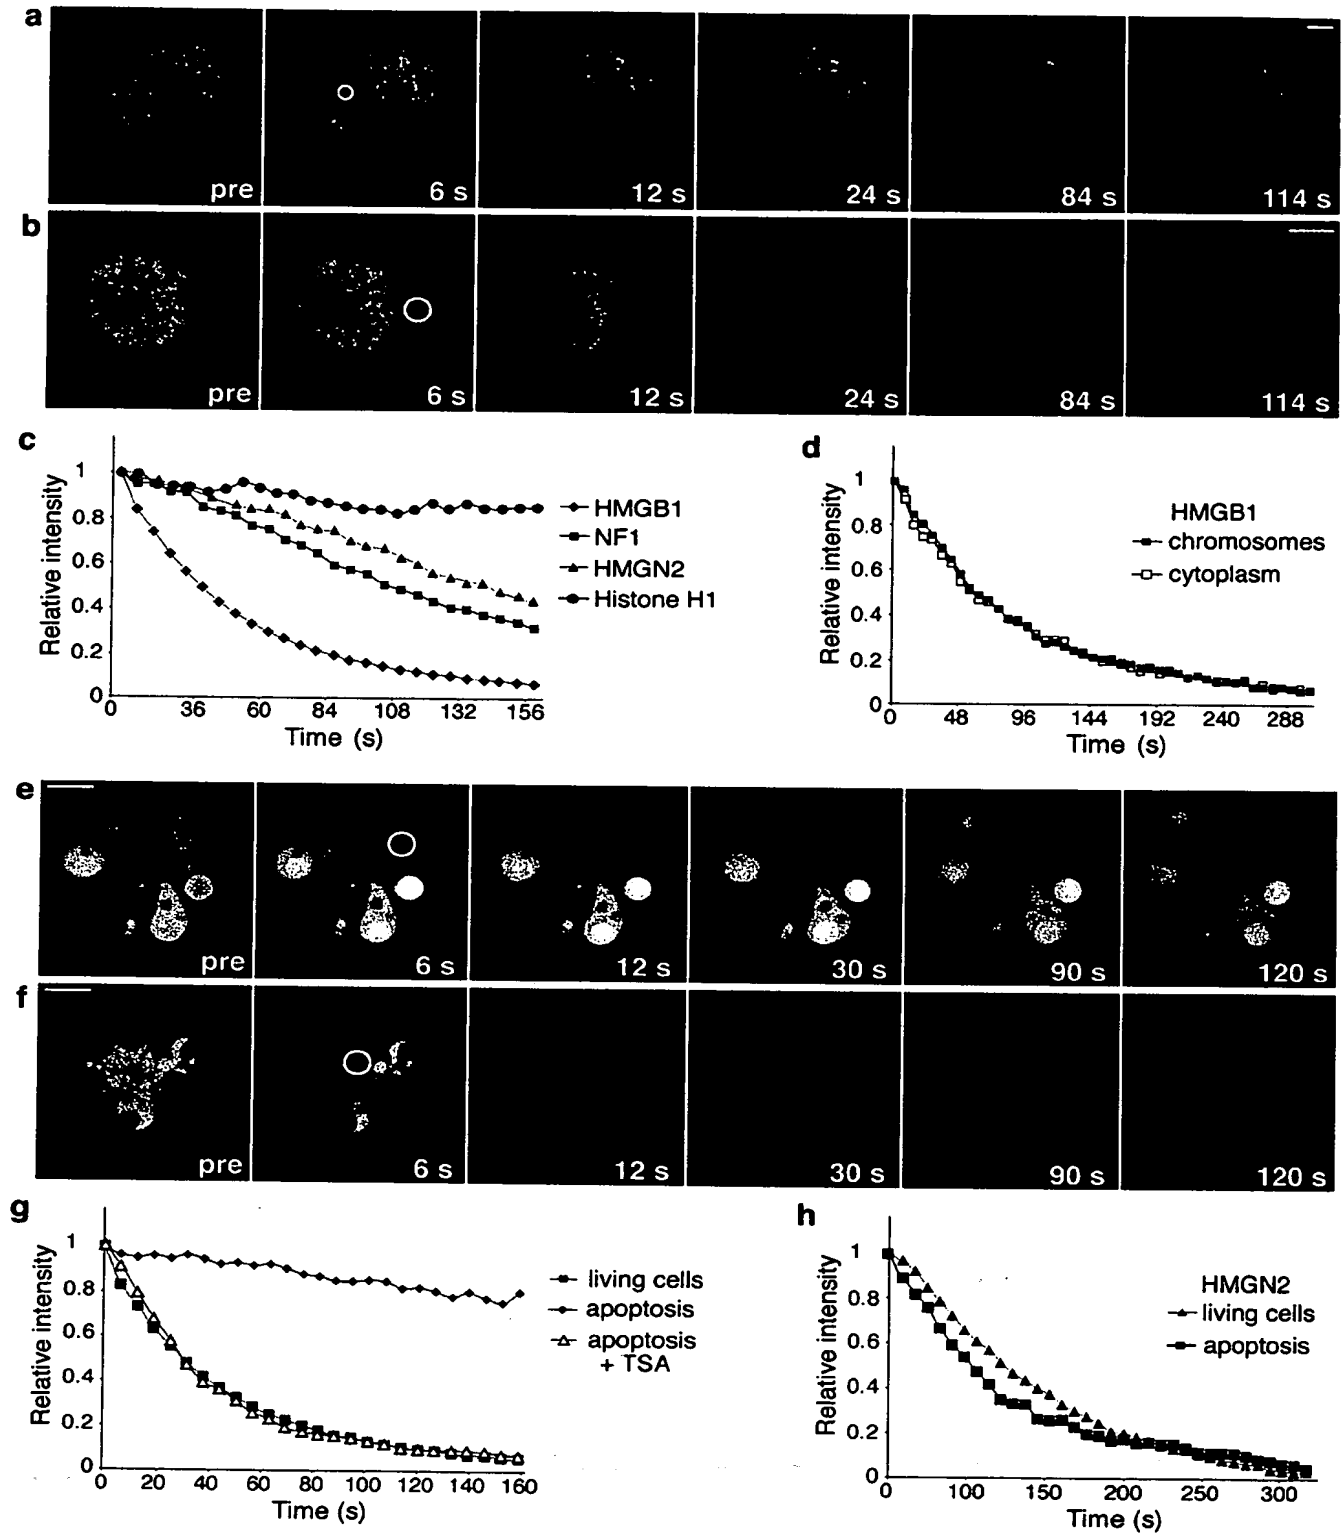 a
pre 6 s 12 s 24 s 84 s 114 s
b
pre 6 s 12 s 24 s 84 s 114 s
c
Relative intensity
1
0.8
0.6
0.4
0.2
0
0 36 60 84 108 132 156
Time (s)
HMGB1
NF1
HMGN2
Histone H1
d
Relative intensity
1
0.8
0.6
0.4
0.2
0
0 48 96 144 192 240 288
Time (s)
HMGB1
chromosomes
cytoplasm
e
pre 6 s 12 s 30 s 90 s 120 s
f
pre 6 s 12 s 30 s 90 s 120 s
g
Relative intensity
1
0.8
0.6
0.4
0.2
0
0 20 40 60 80 100 120 140 160
Time (s)
living cells
apoptosis
apoptosis
+ TSA
h
Relative intensity
1
0.8
0.6
0.4
0.2
0
0 100 150 200 250 300
Time (s)
HMGN2
living cells
apoptosis